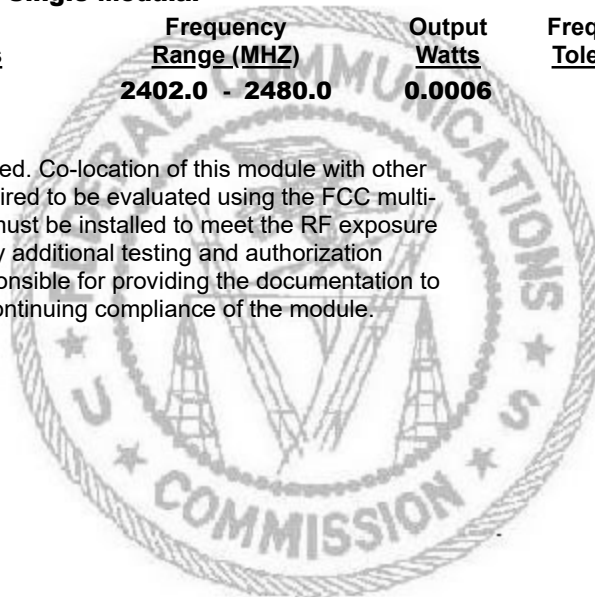 Single Modular
Frequency Output
Range (MHZ) Watts
2402.0 - 2480.0 0.0006
ed. Co-location of this module with other
ired to be evaluated using the FCC multi-
must be installed to meet the RF exposure
y additional testing and authorization
onsible for providing the documentation to
ontinuing compliance of the module.
FEDERAL COMMUNICATIONS
U S
COMMISSION